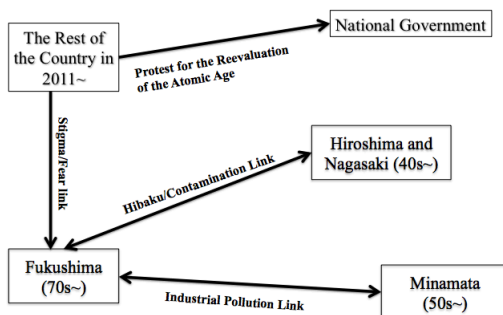 The Rest of
the Country in
2011~
National Government
Protest for the Reevaluation
of the Atomic Age
Stigma/Fear link
Hiroshima and
Nagasaki (40s~)
Hibaku/Contamination Link
Fukushima
(70s~)
Industrial Pollution Link
Minamata
(50s~)